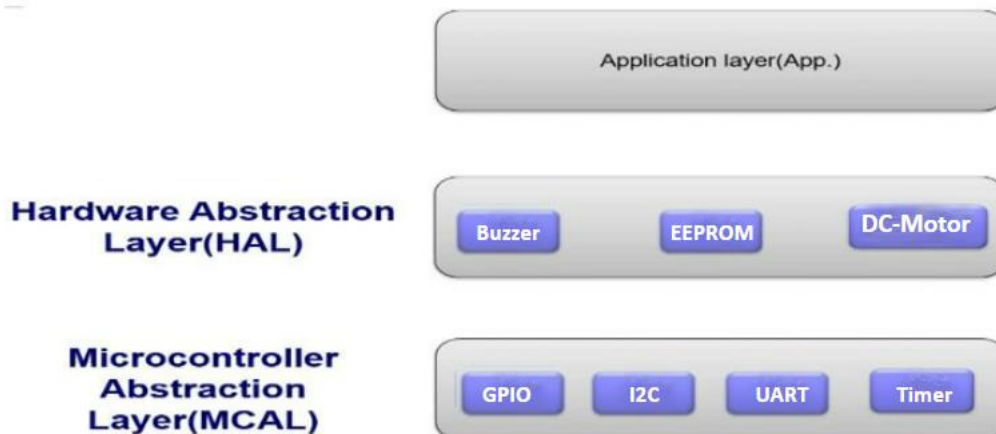 Application layer(App.)
Hardware Abstraction
Layer(HAL)
Buzzer
EEPROM
DC-Motor
Microcontroller
Abstraction
Layer(MCAL)
GPIO
I2C
UART
Timer